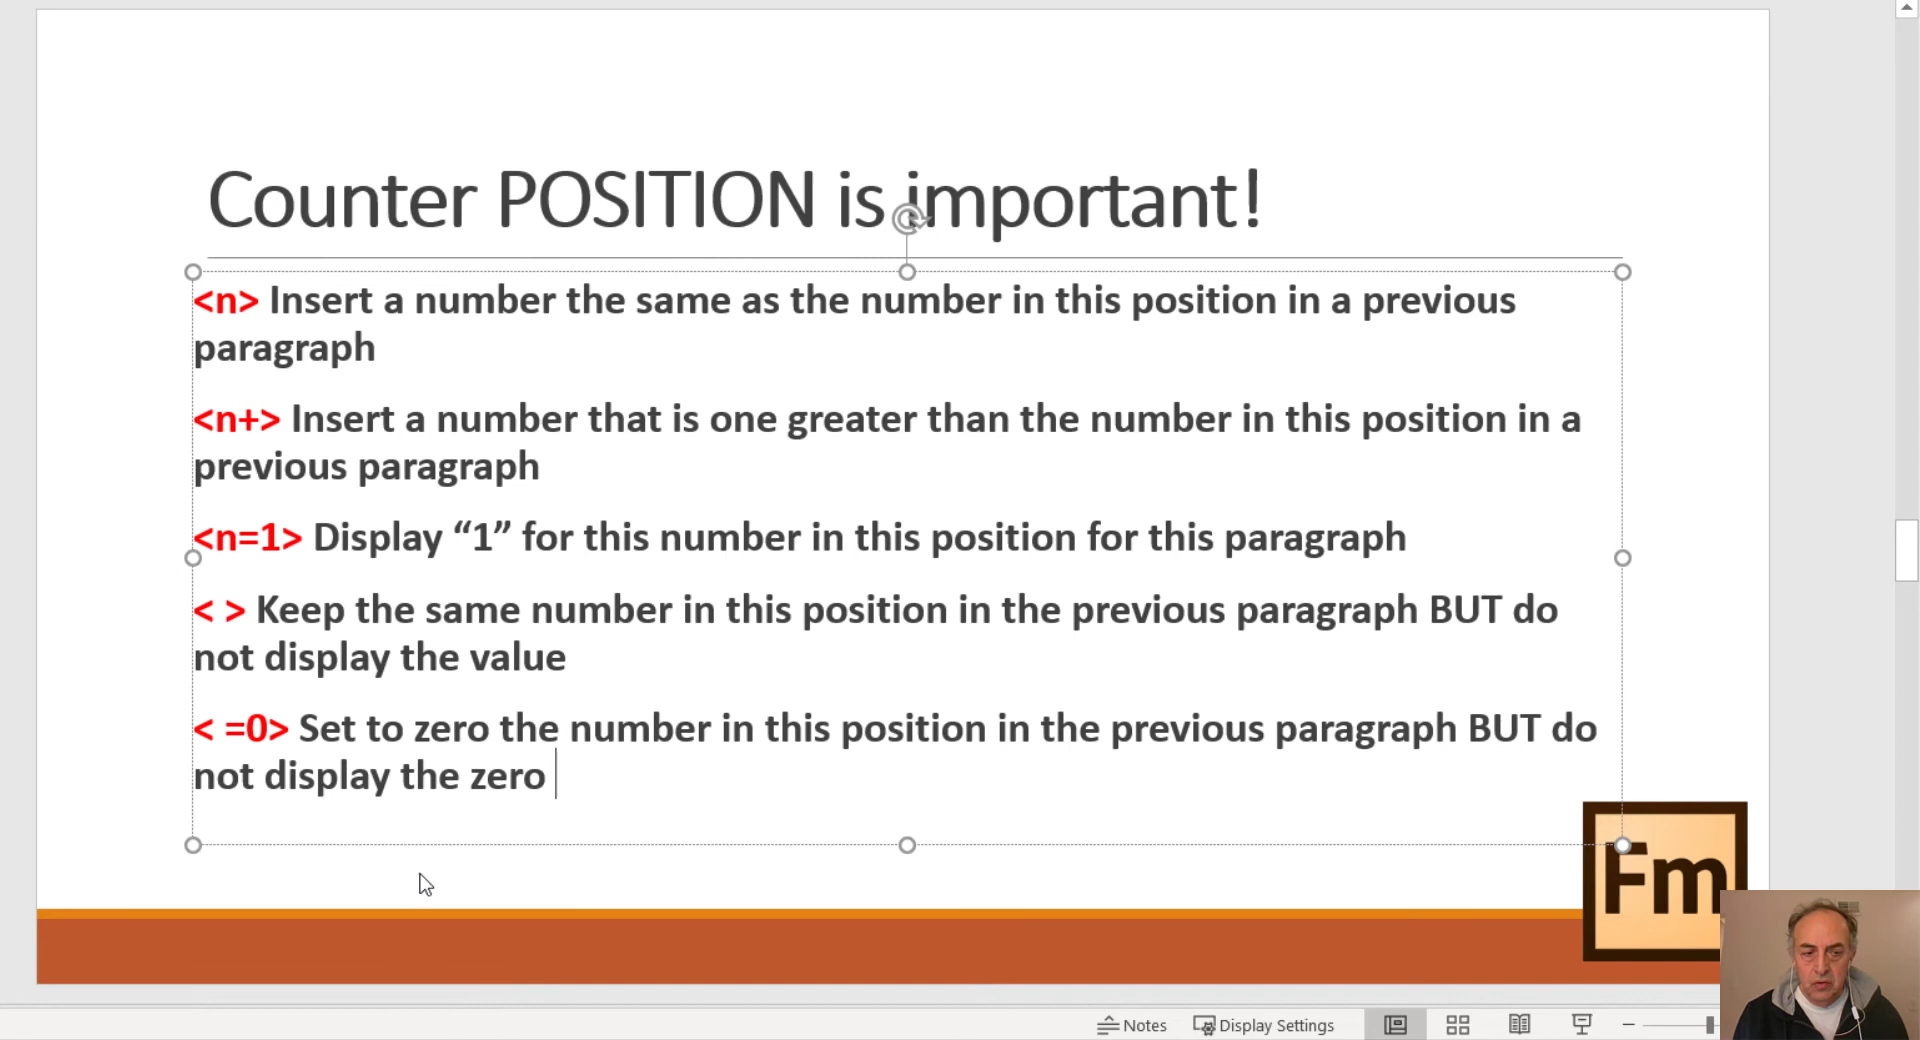 Counter POSITION is important!
<n> Insert a number the same as the number in this position in a previous
paragraph
<n+> Insert a number that is one greater than the number in this position in a
previous paragraph
<n=1> Display “1” for this number in this position for this paragraph
< > Keep the same number in this position in the previous paragraph BUT do
not display the value
< =0> Set to zero the number in this position in the previous paragraph BUT do
not display the zero
Fm
Notes Display Settings